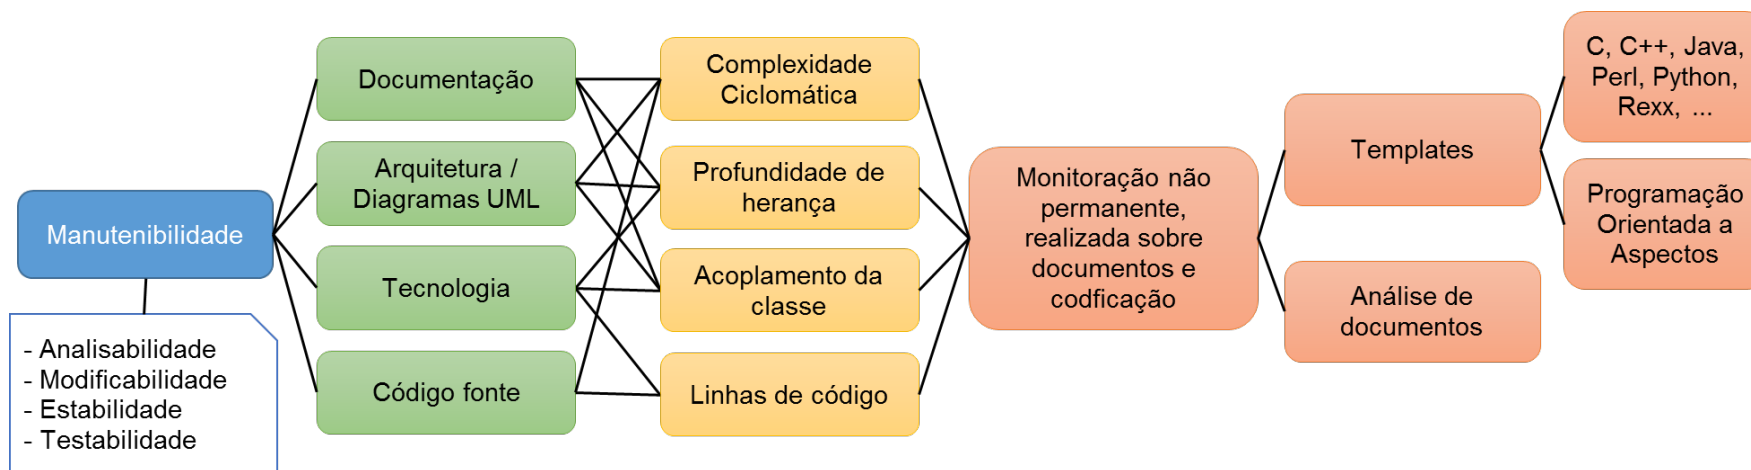 Manutenibilidade
- Analisabilidade
- Modificabilidade
- Estabilidade
- Testabilidade
Documentação
Arquitetura /
Diagramas UML
Tecnologia
Código fonte
Complexidade
Ciclomática
Profundidade de
herança
Acoplamento da
classe
Linhas de código
Monitoração não
permanente,
realizada sobre
documentos e
codficação
Templates
Análise de
documentos
C, C++, Java,
Perl, Python,
Rexx, ...
Programação
Orientada a
Aspectos